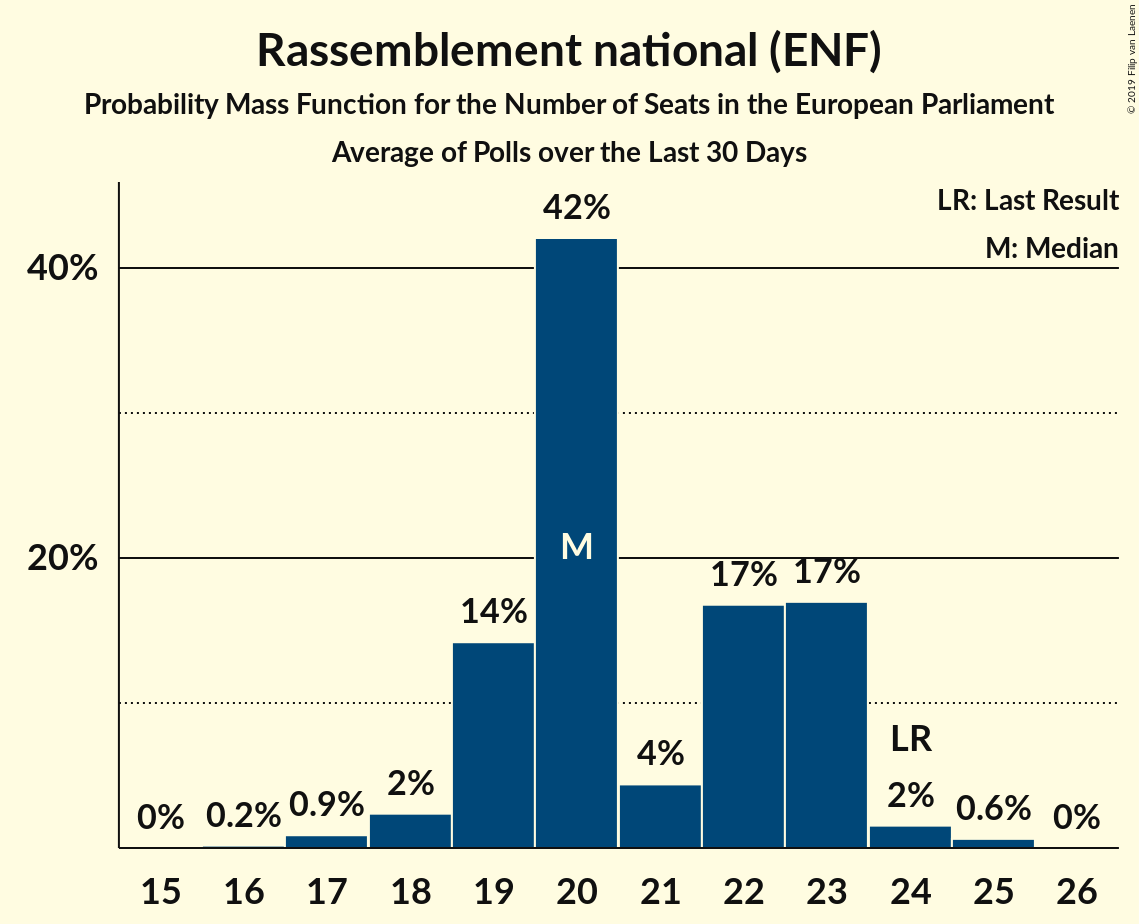 Rassemblement national (ENF)
Probability Mass Function for the Number of Seats in the European Parliament
Average of Polls over the Last 30 Days
© 2019 Filip van Laenen
LR: Last Result
M: Median
40%
20%
0%
0.2%
0.9%
2%
14%
42%
M
4%
17%
17%
LR
2%
0.6%
0%
15 16 17 18 19 20 21 22 23 24 25 26